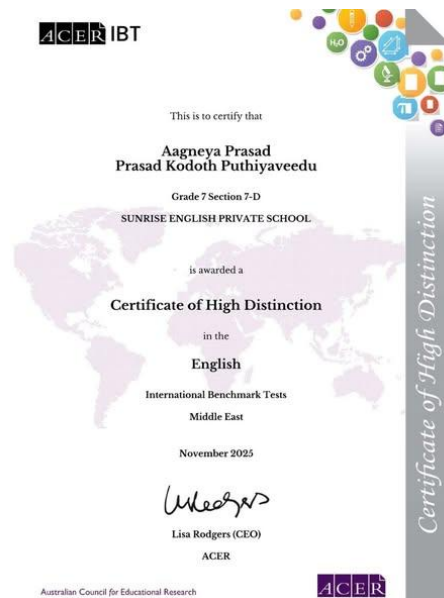 ACER IBT
H₂O
π
This is to certify that
Aagneya Prasad
Prasad Kodoth Puthiyaveedu
Grade 7 Section 7-D
SUNRISE ENGLISH PRIVATE SCHOOL
is awarded a
Certificate of High Distinction
in the
English
International Benchmark Tests
Middle East
November 2025
Lisa Rodgers (CEO)
ACER
Australian Council for Educational Research
ACER
Certificate of High Distinction